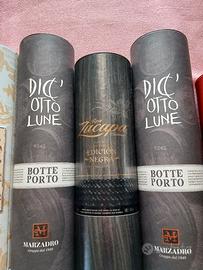 DICI'
OTTO
LUNE
BOTTE
PORTO
MARZADRO
Ron
Zacapa
EDICIÓN
NEGRA
DICI'
OTTO
LUNE
BOTTE
PORTO
MARZADRO